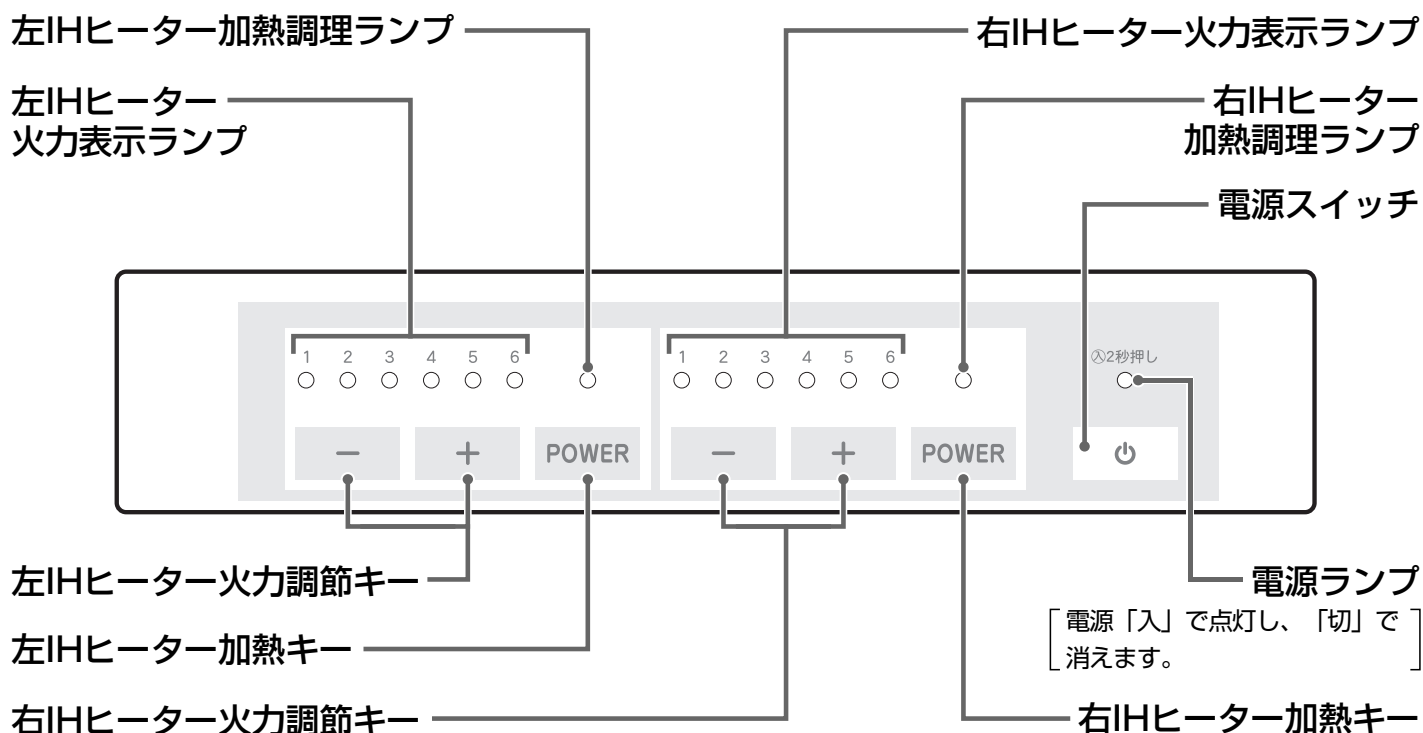 左IHヒーター加熱調理ランプ
右IHヒーター火力表示ランプ
左IHヒーター
火力表示ランプ
右IHヒーター
加熱調理ランプ
電源スイッチ
1 2 3 4 5 6
1 2 3 4 5 6
㊅2秒押し
− + POWER
− + POWER
左IHヒーター火力調節キー
電源ランプ
電源「入」で点灯し、「切」で
消えます。
左IHヒーター加熱キー
右IHヒーター火力調節キー
右IHヒーター加熱キー